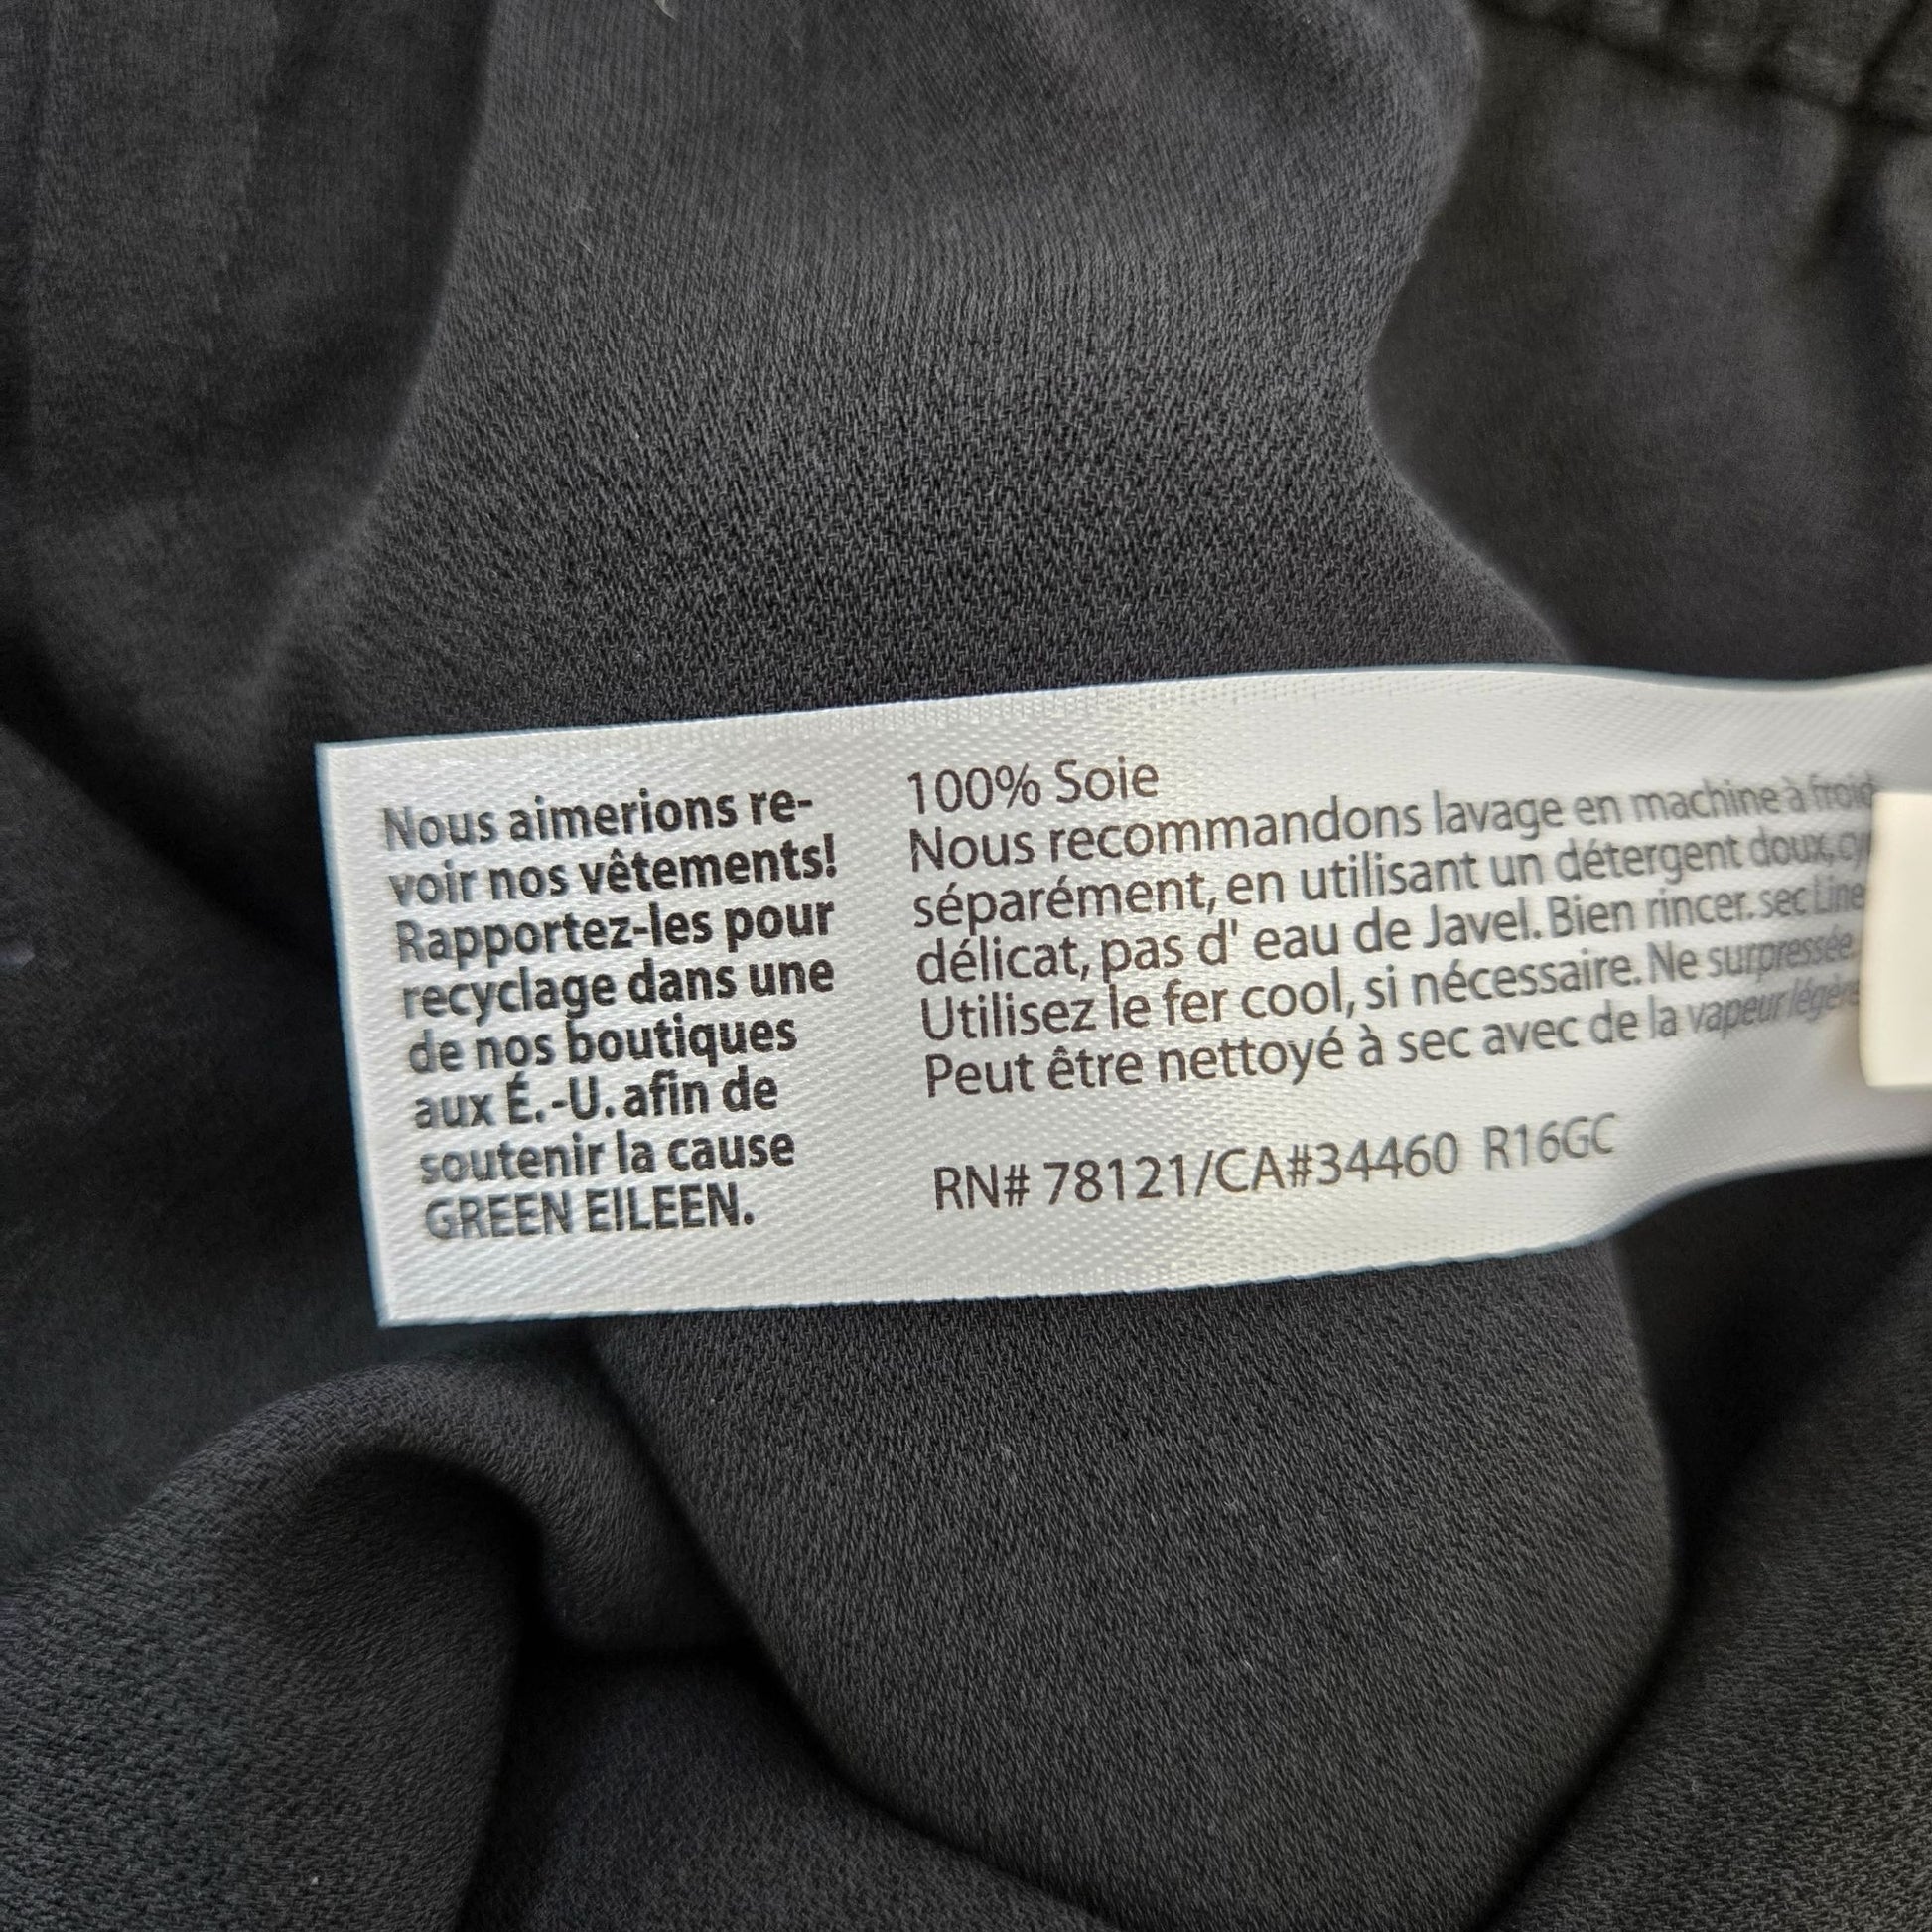 Nous aimerions re-
voir nos vêtements!
Rapportez-les pour
recyclage dans une
de nos boutiques
aux É.-U. afin de
soutenir la cause
GREEN EILEEN.
100% Soie
Nous recommandons lavage en machine à froid
séparément, en utilisant un détergent doux,
délicat, pas d' eau de Javel. Bien rincer. sec Line
Utilisez le fer cool, si nécessaire. Ne surpressée.
Peut être nettoyé à sec avec de la vapeur légère
RN# 78121/CA#34460 R16GC